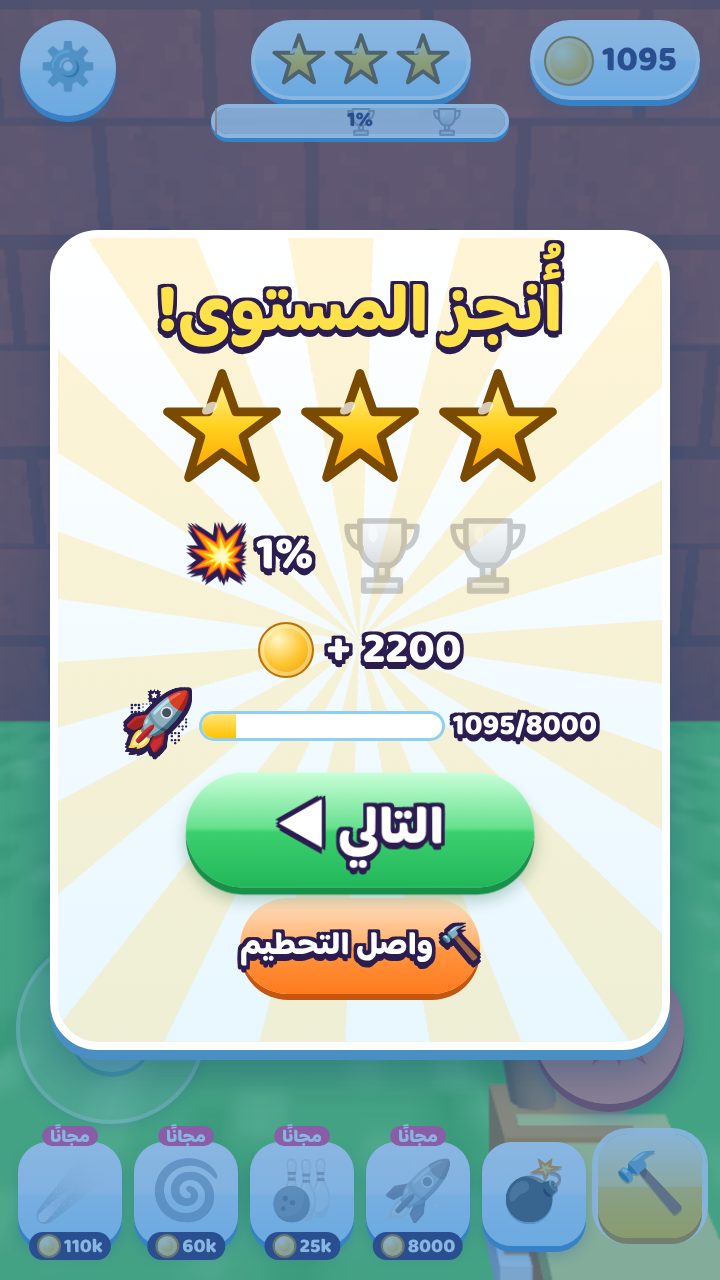 1095
1%
أُنجز المستوى!
1%
+ 2200
1095/8000
التالي
واصل التحطيم
مجانًا مجانًا مجانًا مجانًا
110k 60k 25k 8000